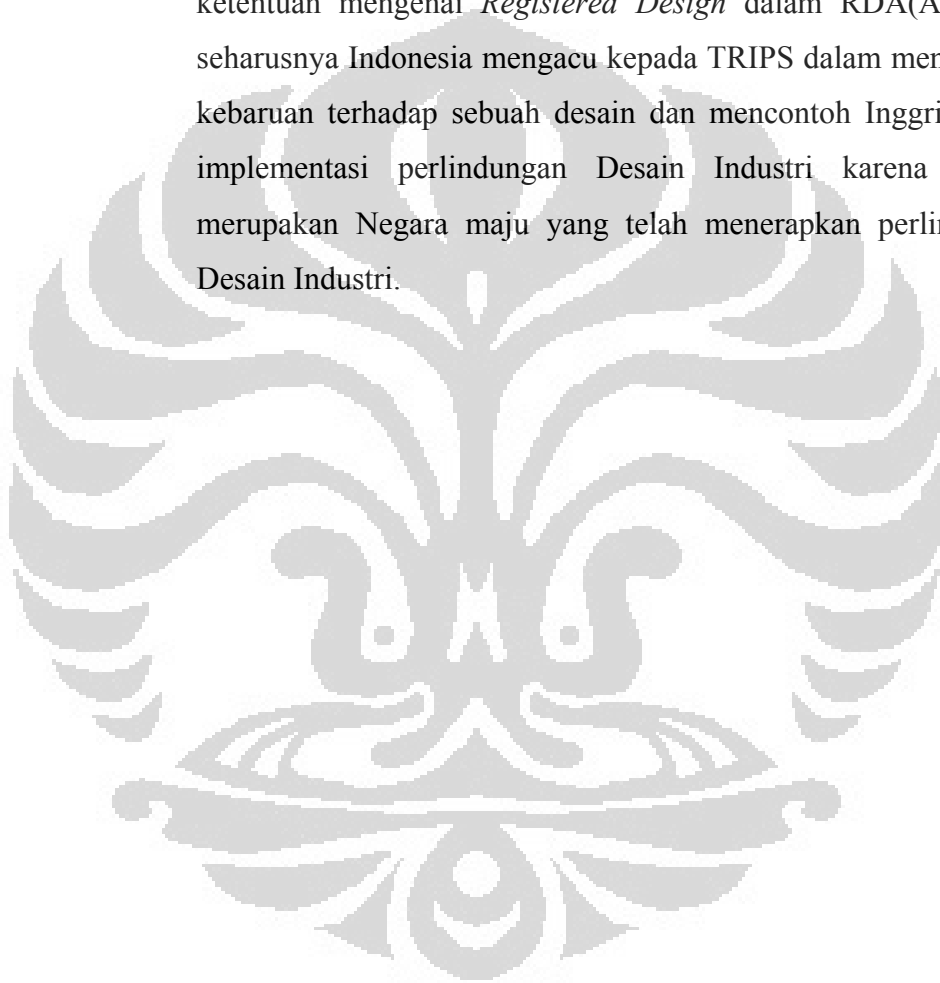 ketentuan mengenai Registered Design dalam RDA(A
seharusnya Indonesia mengacu kepada TRIPS dalam men
kebaruan terhadap sebuah desain dan mencontoh Inggri
implementasi perlindungan Desain Industri karena
merupakan Negara maju yang telah menerapkan perlin
Desain Industri.